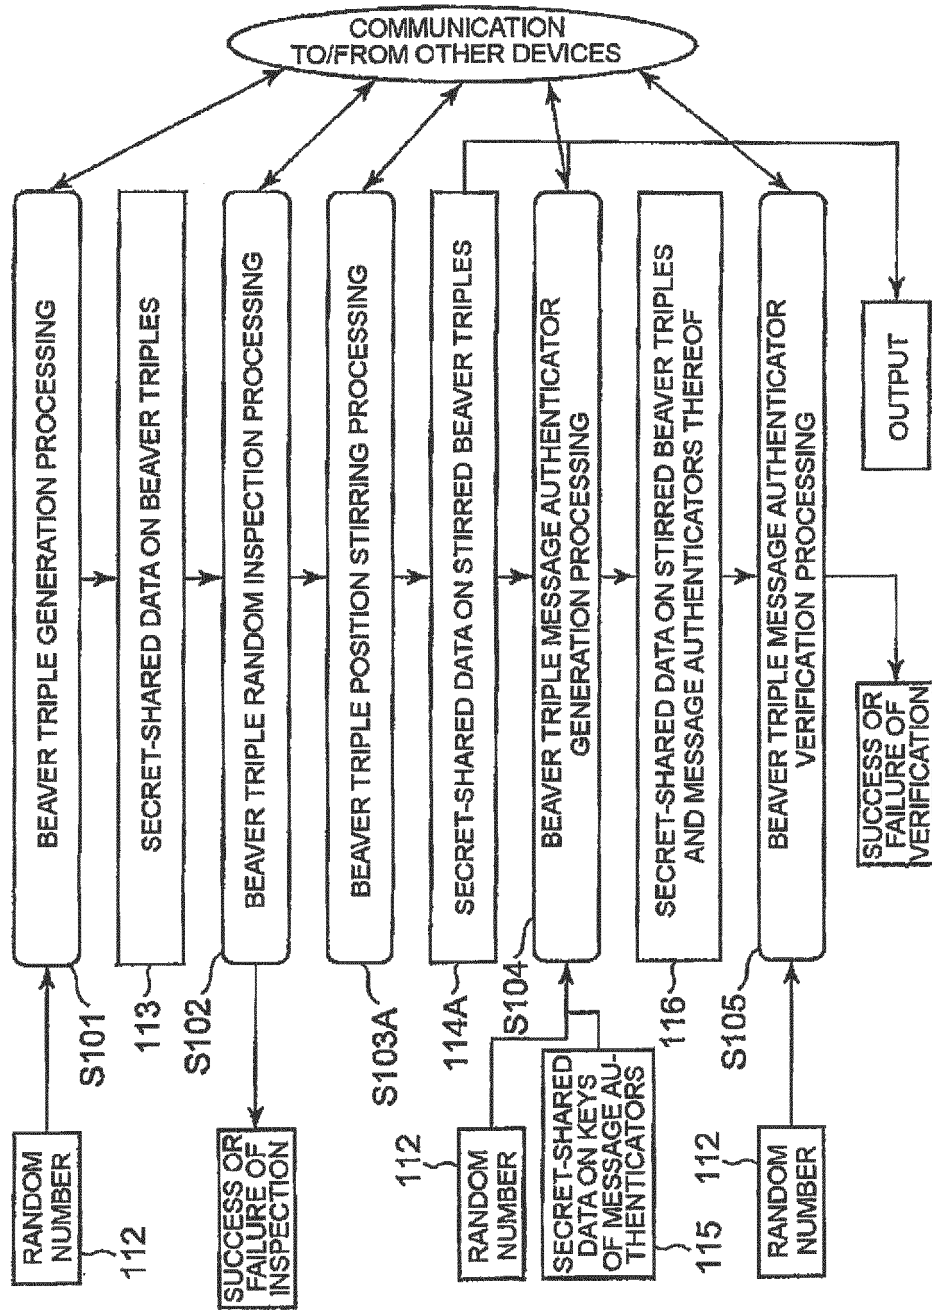 COMMUNICATION
TO/FROM OTHER DEVICES
BEAVER TRIPLE GENERATION PROCESSING
S101
RANDOM
NUMBER
112
SECRET-SHARED DATA ON BEAVER TRIPLES
113
BEAVER TRIPLE RANDOM INSPECTION PROCESSING
S102
SUCCESS OR
FAILURE OF
INSPECTION
BEAVER TRIPLE POSITION STIRRING PROCESSING
S103A
SECRET-SHARED DATA ON STIRRED BEAVER TRIPLES
114A
BEAVER TRIPLE MESSAGE AUTHENTICATOR
GENERATION PROCESSING
S104
112
RANDOM
NUMBER
SECRET-SHARED
DATA ON KEYS
OF MESSAGE AU-
THENTICATORS
115
SECRET-SHARED DATA ON STIRRED BEAVER TRIPLES
AND MESSAGE AUTHENTICATORS THEREOF
116
BEAVER TRIPLE MESSAGE AUTHENTICATOR
VERIFICATION PROCESSING
S105
112
RANDOM
NUMBER
OUTPUT
SUCCESS OR
FAILURE OF
VERIFICATION